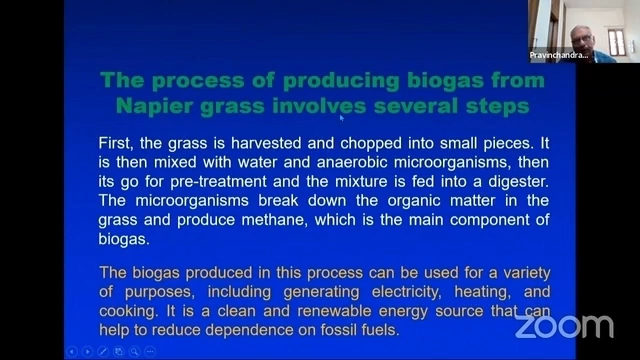 Pravinchandra...
The process of producing biogas from
Napier grass involves several steps
First, the grass is harvested and chopped into small pieces. It
is then mixed with water and anaerobic microorganisms, then
its go for pre-treatment and the mixture is fed into a digester.
The microorganisms break down the organic matter in the
grass and produce methane, which is the main component of
biogas.
The biogas produced in this process can be used for a variety
of purposes, including generating electricity, heating, and
cooking. It is a clean and renewable energy source that can
help to reduce dependence on fossil fuels.
zoom